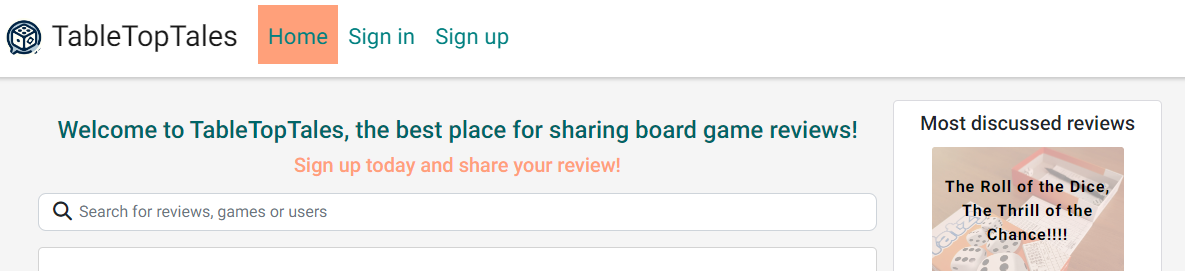 TableTopTales Home Sign in Sign up
Welcome to TableTopTales, the best place for sharing board game reviews!
Sign up today and share your review!
Search for reviews, games or users
Most discussed reviews
The Roll of the Dice,
The Thrill of the
Chance!!!!